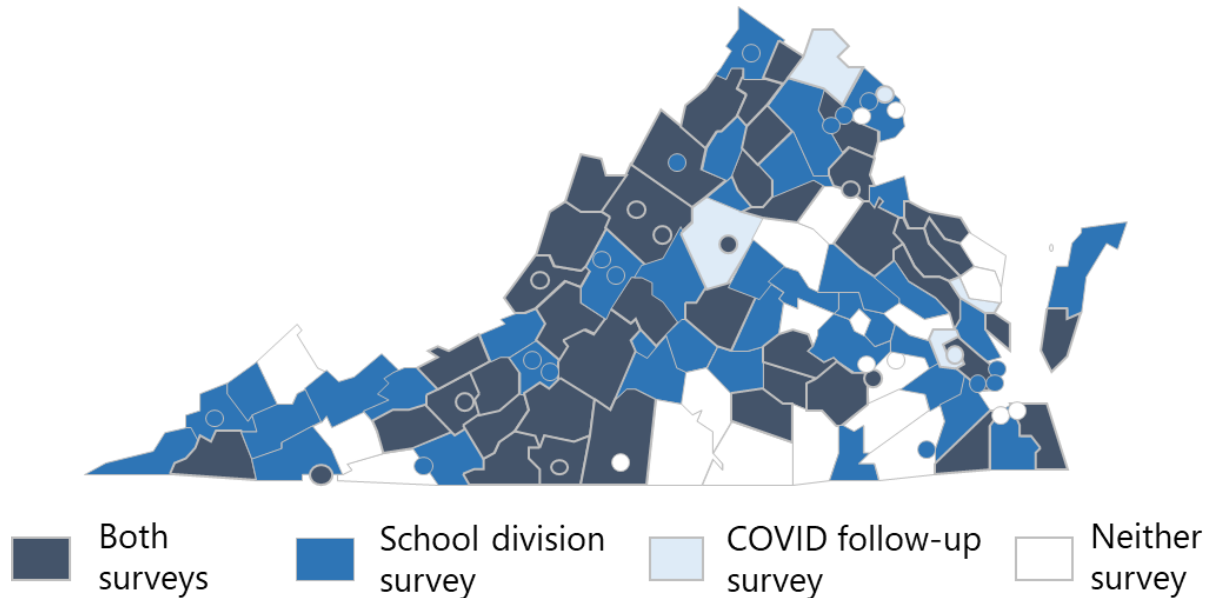 Both
surveys
School division
survey
COVID follow-up
survey
Neither
survey